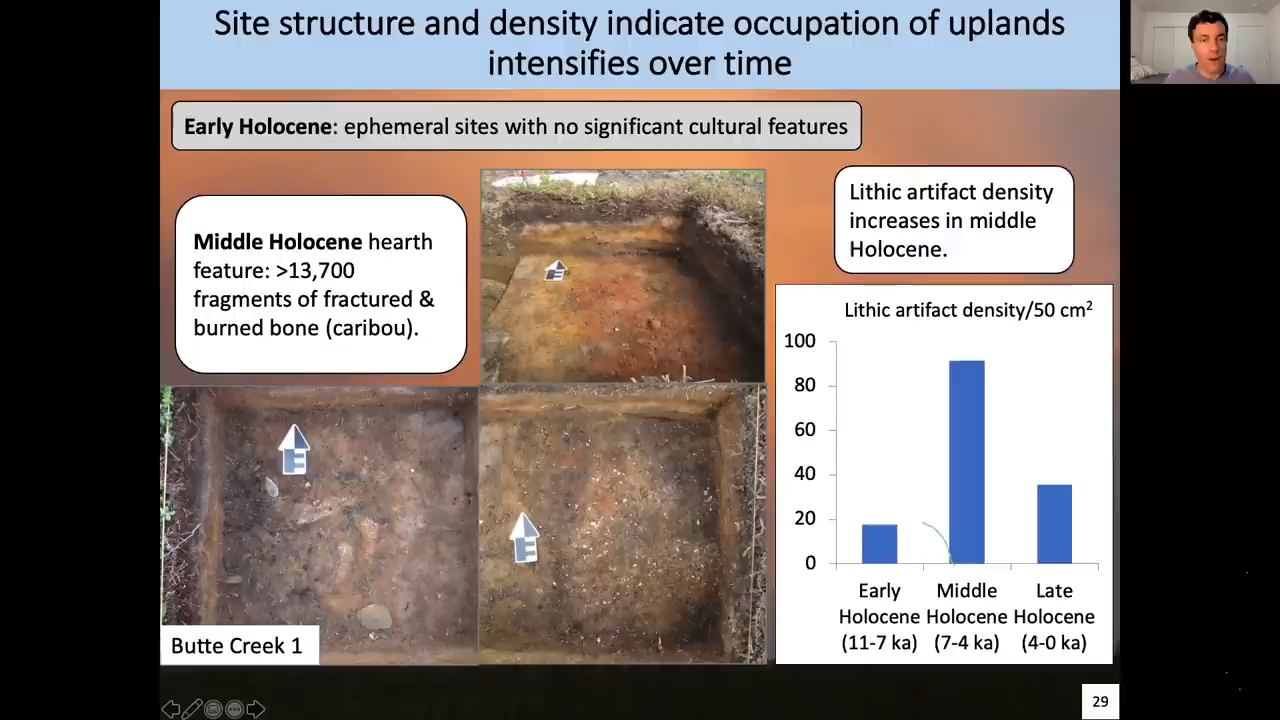 Site structure and density indicate occupation of uplands
intensifies over time
Early Holocene: ephemeral sites with no significant cultural features
Middle Holocene hearth
feature: >13,700
fragments of fractured &
burned bone (caribou).
Lithic artifact density
increases in middle
Holocene.
Lithic artifact density/50 cm²
100
80
60
40
20
0
Early
Holocene
(11-7 ka)
Middle
Holocene
(7-4 ka)
Late
Holocene
(4-0 ka)
Butte Creek 1
29